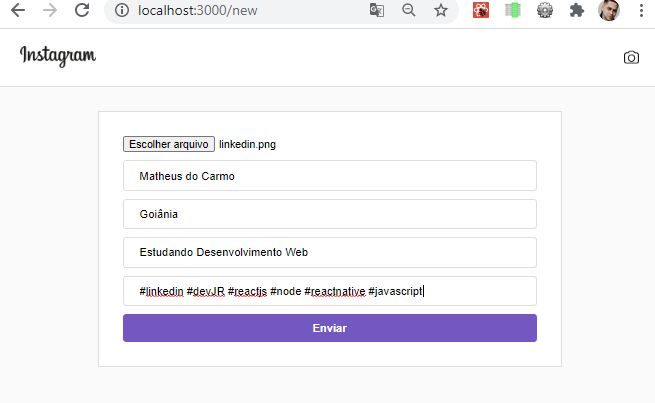 localhost:3000/new
Instagram
Escolher arquivo linkedin.png
Matheus do Carmo
Goiânia
Estudando Desenvolvimento Web
#linkedin #devJR #reactjs #node #reactnative #javascript
Enviar